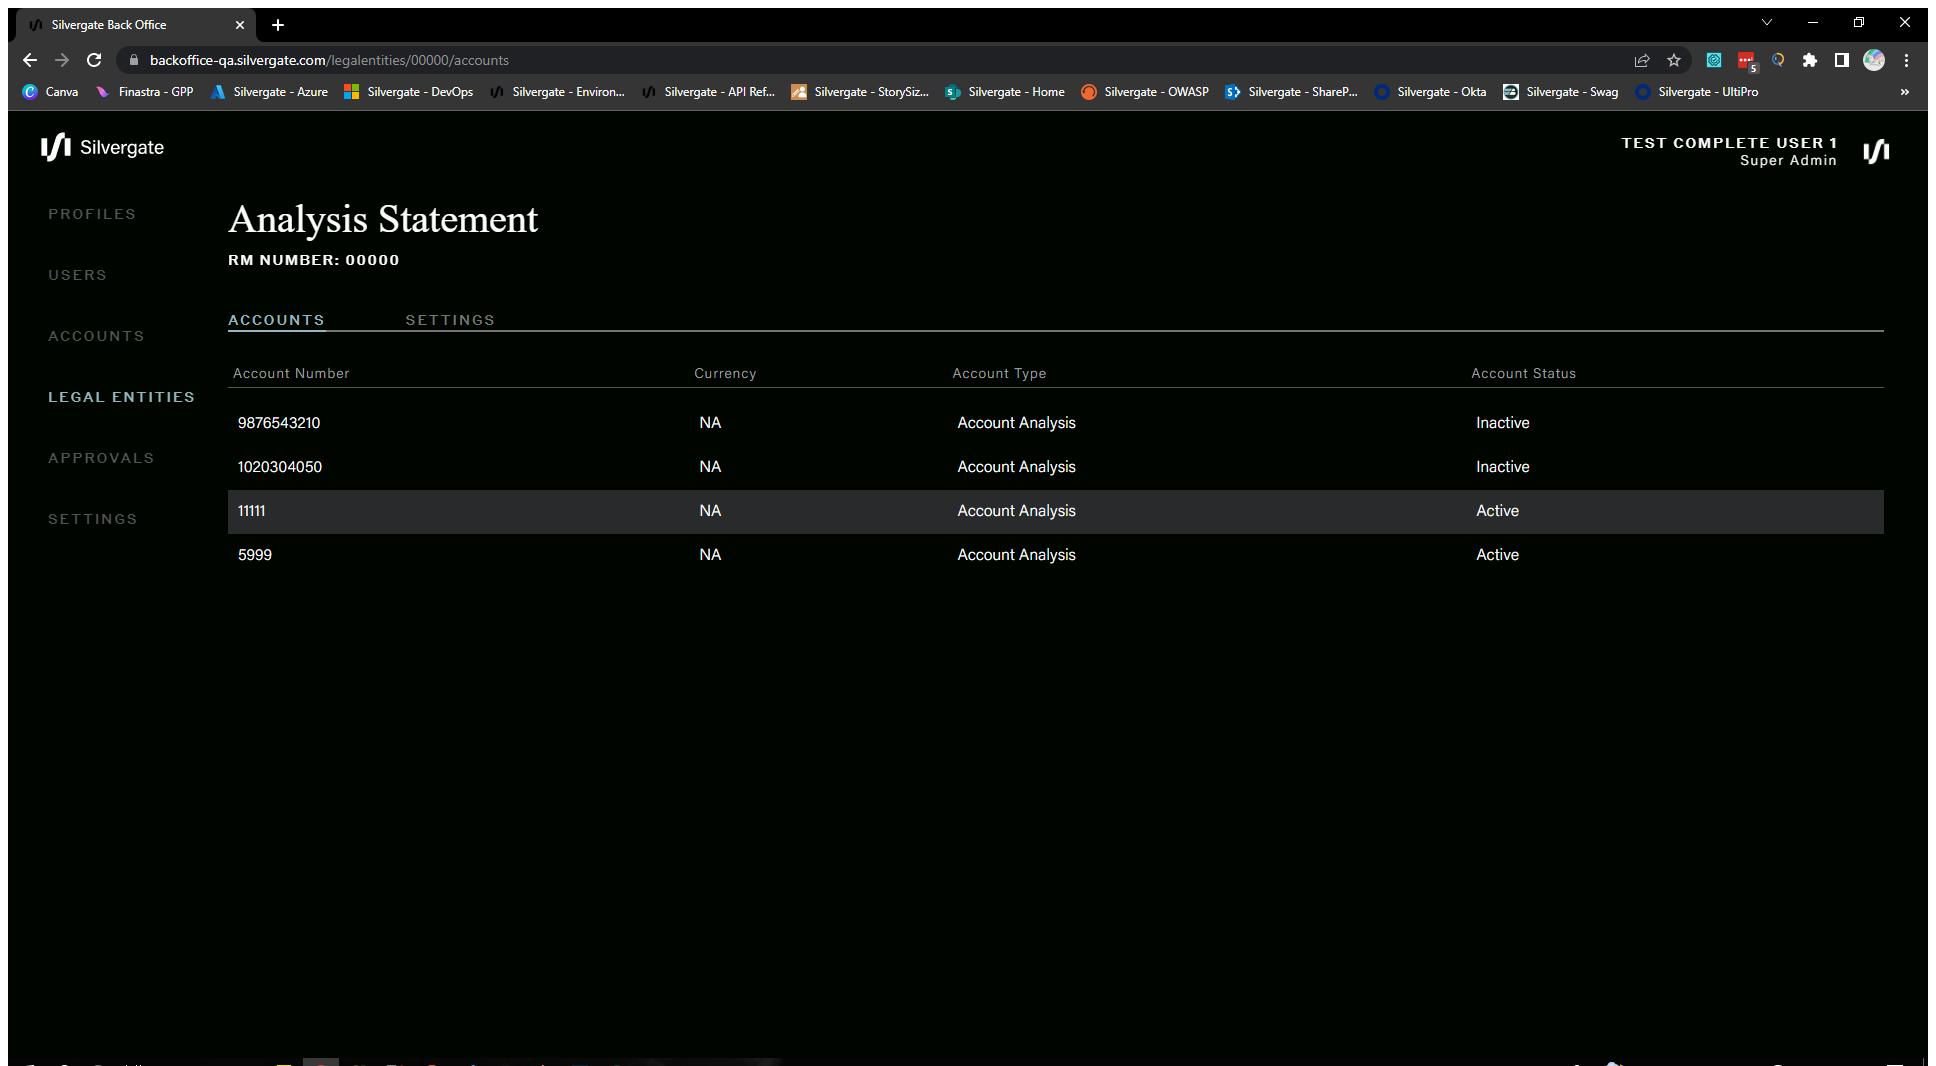 Silvergate Back Office
backoffice-qa.silvergate.com/legalentities/00000/accounts
5
Canva Finastra - GPP Silvergate - Azure Silvergate - DevOps Silvergate - Environ... Silvergate - API Ref... Silvergate - StorySiz... Silvergate - Home Silvergate - OWASP Silvergate - ShareP... Silvergate - Okta Silvergate - Swag Silvergate - UltiPro »
Silvergate
TEST COMPLETE USER 1
Super Admin
PROFILES
USERS
ACCOUNTS
LEGAL ENTITIES
APPROVALS
SETTINGS
Analysis Statement
RM NUMBER: 00000
ACCOUNTS SETTINGS
Account Number Currency Account Type Account Status
9876543210 NA Account Analysis Inactive
1020304050 NA Account Analysis Inactive
11111 NA Account Analysis Active
5999 NA Account Analysis Active